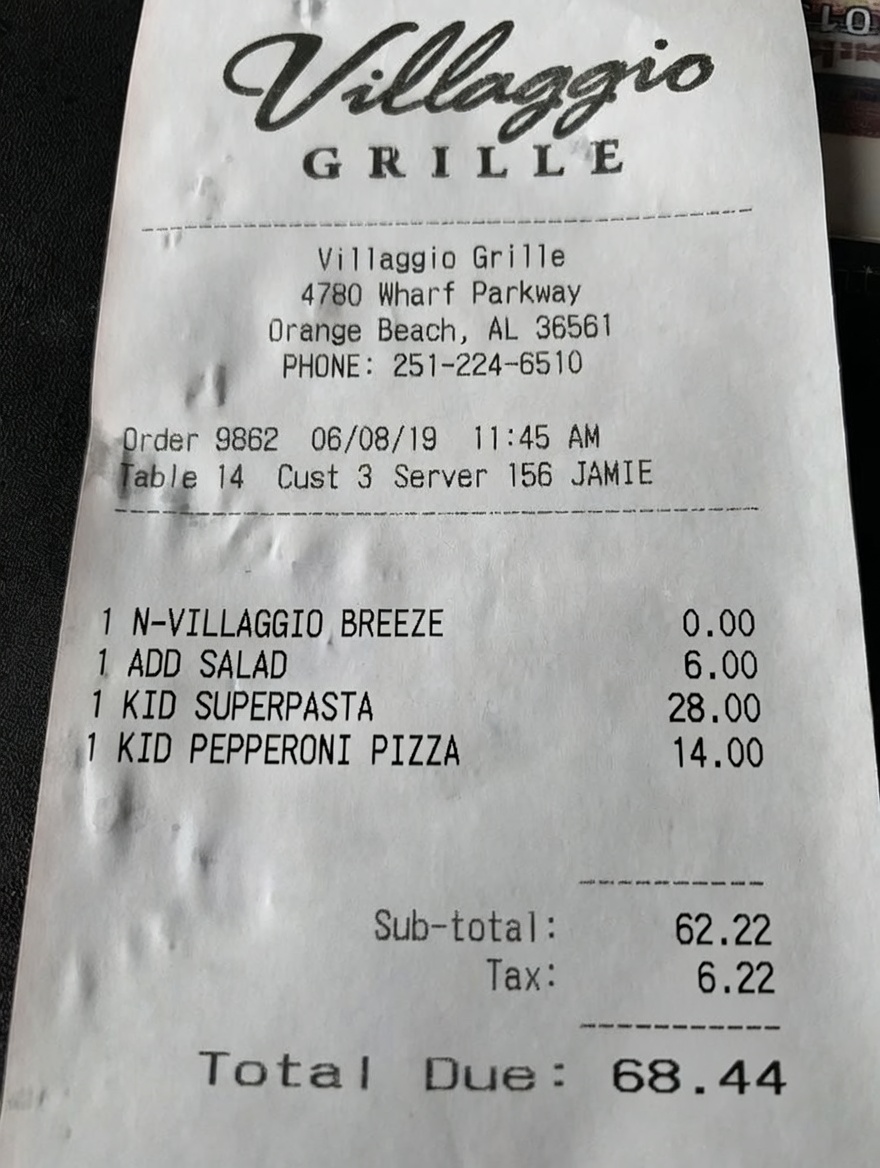 Villaggio
GRILLE
Villaggio Grille
4780 Wharf Parkway
Orange Beach, AL 36561
PHONE: 251-224-6510
Order 9862 06/08/19 11:45 AM
Table 14 Cust 3 Server 156 JAMIE
1 N-VILLAGGIO BREEZE 0.00
1 ADD SALAD 6.00
1 KID SUPERPASTA 28.00
1 KID PEPPERONI PIZZA 14.00
Sub-total: 62.22
Tax: 6.22
Total Due: 68.44